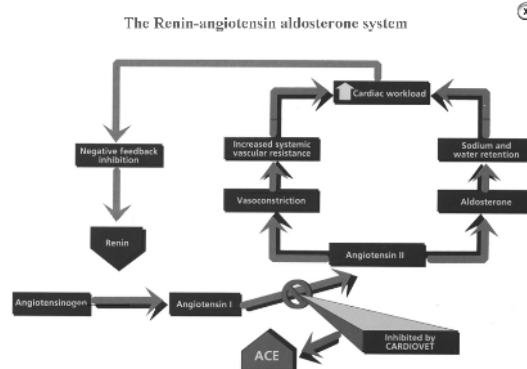 The Renin-angiotensin aldosterone system
Cardiac workload
Negative feedback
inhibition
Increased systemic
vascular resistance
Sodium and
water retention
Vasoconstriction
Aldosterone
Renin
Angiotensin II
Angiotensinogen
Angiotensin I
Inhibited by
CARDIOVET
ACE